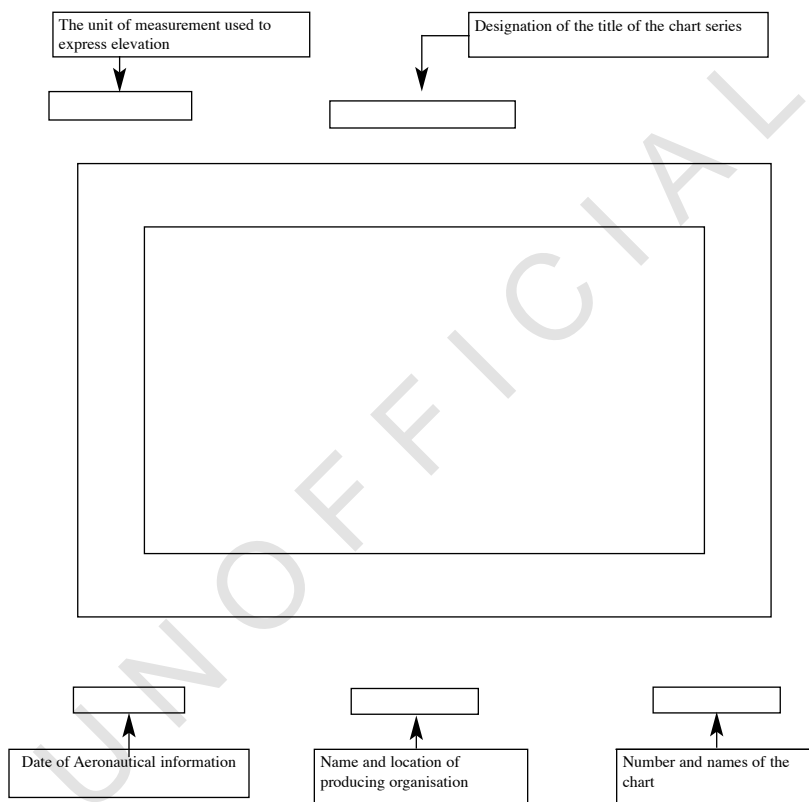 The unit of measurement used to
express elevation
Designation of the title of the chart series
UNOFFICIAL
Date of Aeronautical information
Name and location of
producing organisation
Number and names of the
chart